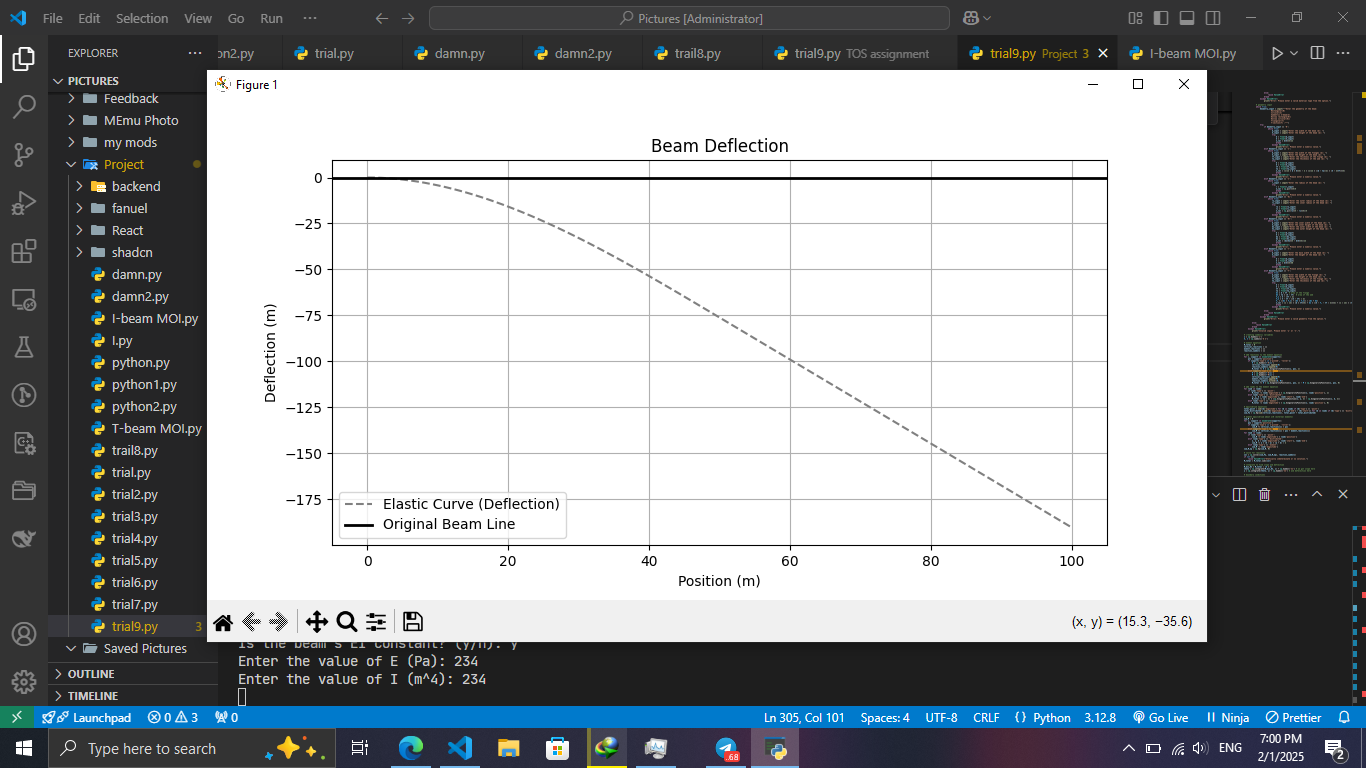 File Edit Selection View Go Run ··· Pictures [Administrator]
EXPLORER ···
on2.py trial.py damn.py damn2.py trail8.py trial9.py TOS assignment trial9.py Project 3 I-beam MOI.py
PICTURES
Feedback
MEmu Photo
my mods
Project
backend
fanuel
React
shadcn
damn.py
damn2.py
I-beam MOI.py
I.py
python.py
python1.py
python2.py
T-beam MOI.py
trail8.py
trial.py
trial2.py
trial3.py
trial4.py
trial5.py
trial6.py
trial7.py
trial9.py 3
Saved Pictures
OUTLINE
TIMELINE
Figure 1
Beam Deflection
Deflection (m)
0
−25
−50
−75
−100
−125
−150
−175
Elastic Curve (Deflection)
Original Beam Line
0 20 40 60 80 100
Position (m)
(x, y) = (15.3, −35.6)
Is the beam's EI constant? (y/n): y
Enter the value of E (Pa): 234
Enter the value of I (m^4): 234
Launchpad 0 3 0 Ln 305, Col 101 Spaces: 4 UTF-8 CRLF Python 3.12.8 Go Live Ninja Prettier
Type here to search
.68
ENG
7:00 PM
2/1/2025
2